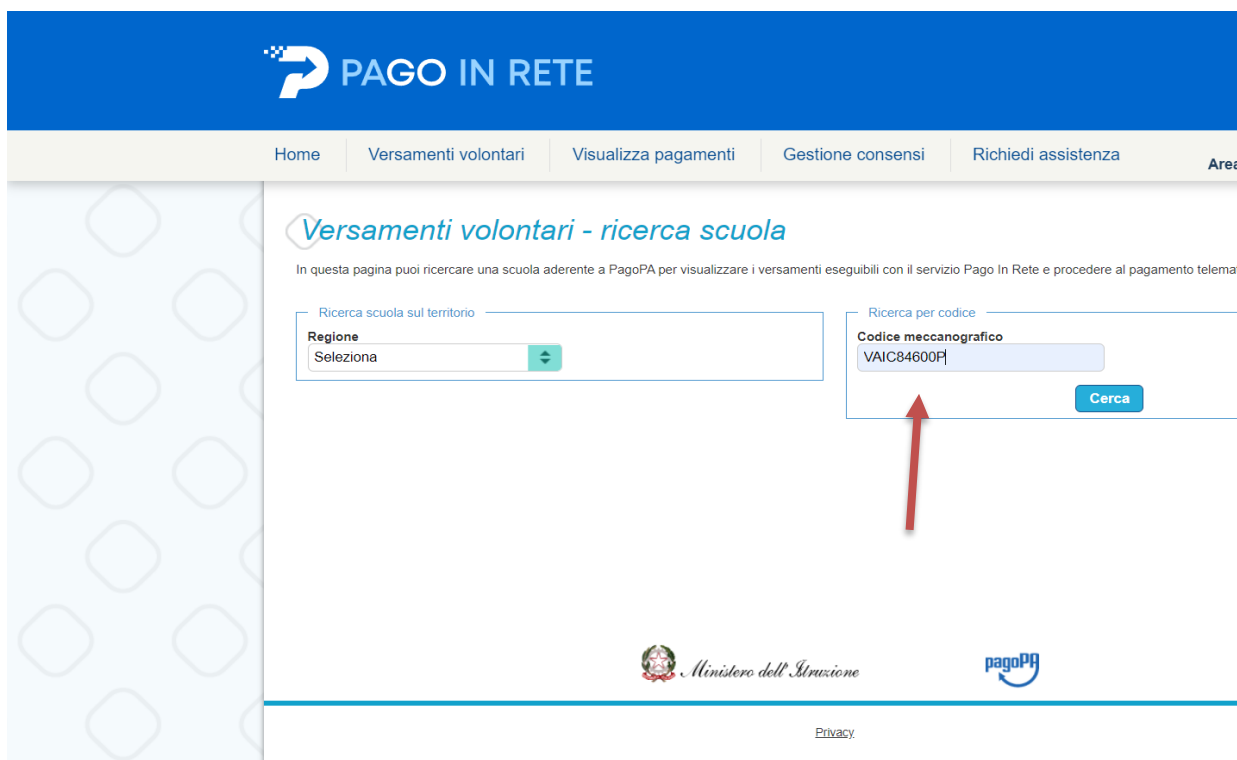 PAGO IN RETE
Home
Versamenti volontari
Visualizza pagamenti
Gestione consensi
Richiedi assistenza
Versamenti volontari - ricerca scuola
In questa pagina puoi ricercare una scuola aderente a PagoPA per visualizzare i versamenti eseguibili con il servizio Pago In Rete e procedere al pagamento
Ricerca scuola sul territorio
Regione
Seleziona
Ricerca per codice
Codice meccanografico
VAIC84600P
Cerca
Ministero dell'Istruzione
pagoPA
Privacy